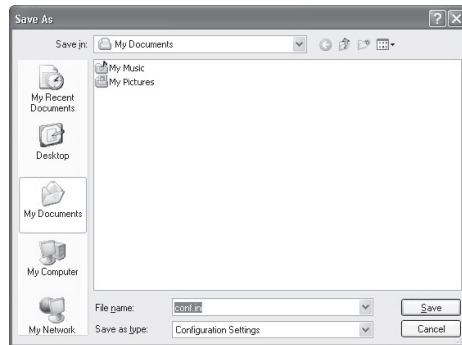 Save As
Save in:
My Documents
My Music
My Pictures
My Recent
Documents
Desktop
My Documents
My Computer
My Network
File name:
conf.in
Save
Save as type:
Configuration Settings
Cancel